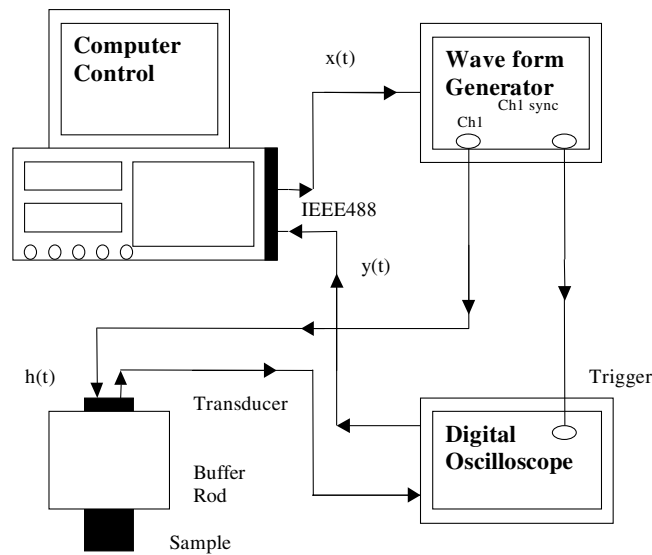 Computer
Control
x(t)
Wave form
Generator
Ch1 sync
Ch1
IEEE488
y(t)
h(t)
Transducer
Trigger
Buffer
Rod
Digital
Oscilloscope
Sample